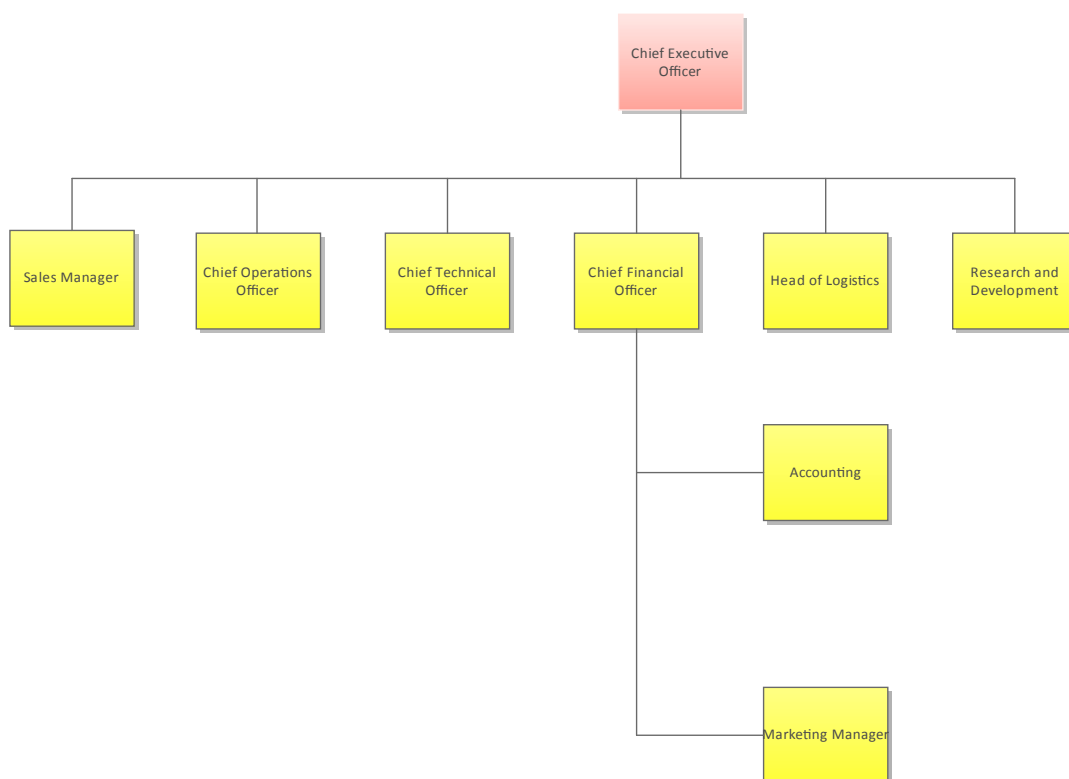 Chief Executive
Officer
Sales Manager
Chief Operations
Officer
Chief Technical
Officer
Chief Financial
Officer
Head of Logistics
Research and
Development
Accounting
Marketing Manager